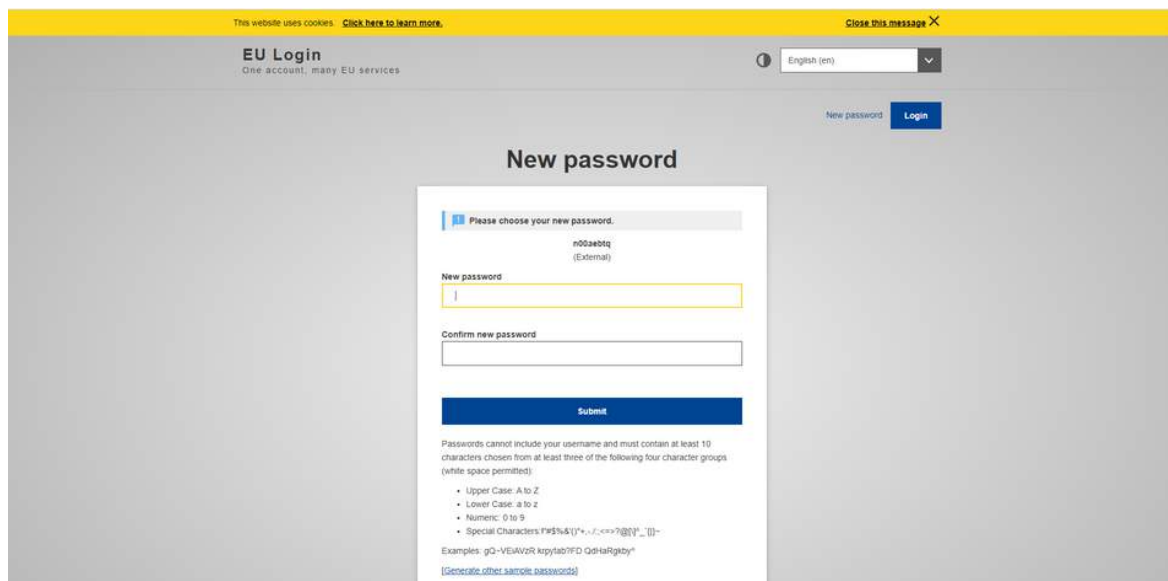 This website uses cookies. Click here to learn more. Close this message
EU Login
One account, many EU services
English (en)
New password Login
New password
Please choose your new password.
n00aebtq
(External)
New password
Confirm new password
Submit
Passwords cannot include your username and must contain at least 10
characters chosen from at least three of the following four character groups
(white space permitted):
Upper Case: A to Z
Lower Case: a to z
Numeric: 0 to 9
Special Characters:
Examples: krpytab?FD QdHaRgkby^
[Generate other sample passwords]